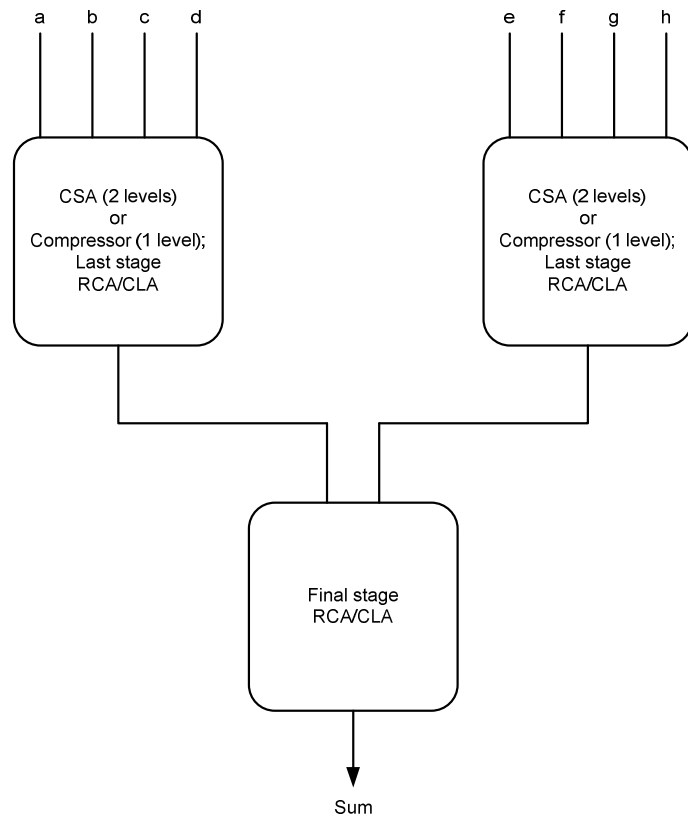 a b c d e f g h
CSA (2 levels)
or
Compressor (1 level);
Last stage
RCA/CLA
CSA (2 levels)
or
Compressor (1 level);
Last stage
RCA/CLA
Final stage
RCA/CLA
Sum